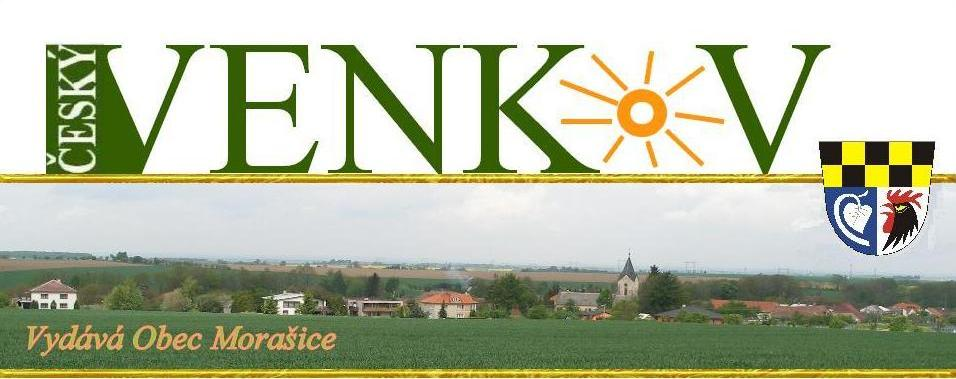 ČESKÝ
VENKOV
Vydává Obec Morašice